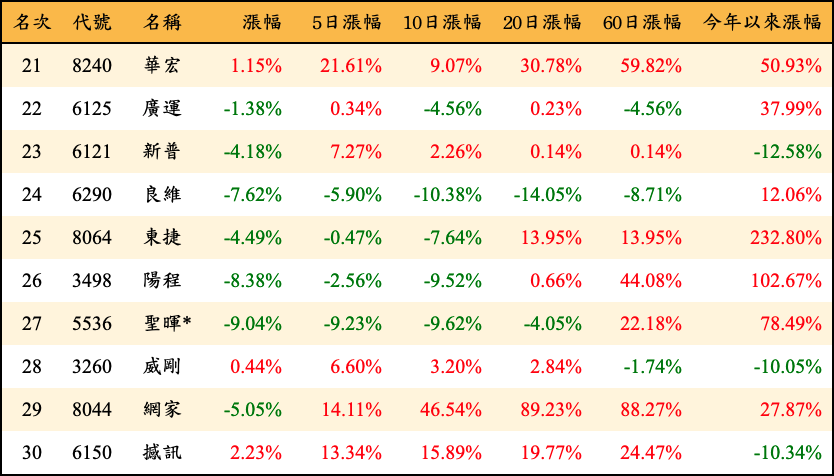 名次 代號 名稱 漲幅 5日漲幅 10日漲幅 20日漲幅 60日漲幅 今年以來漲幅
21 8240 華宏 1.15% 21.61% 9.07% 30.78% 59.82% 50.93%
22 6125 廣運 -1.38% 0.34% -4.56% 0.23% -4.56% 37.99%
23 6121 新普 -4.18% 7.27% 2.26% 0.14% 0.14% -12.58%
24 6290 良維 -7.62% -5.90% -10.38% -14.05% -8.71% 12.06%
25 8064 東捷 -4.49% -0.47% -7.64% 13.95% 13.95% 232.80%
26 3498 陽程 -8.38% -2.56% -9.52% 0.66% 44.08% 102.67%
27 5536 聖暉* -9.04% -9.23% -9.62% -4.05% 22.18% 78.49%
28 3260 威剛 0.44% 6.60% 3.20% 2.84% -1.74% -10.05%
29 8044 網家 -5.05% 14.11% 46.54% 89.23% 88.27% 27.87%
30 6150 撼訊 2.23% 13.34% 15.89% 19.77% 24.47% -10.34%